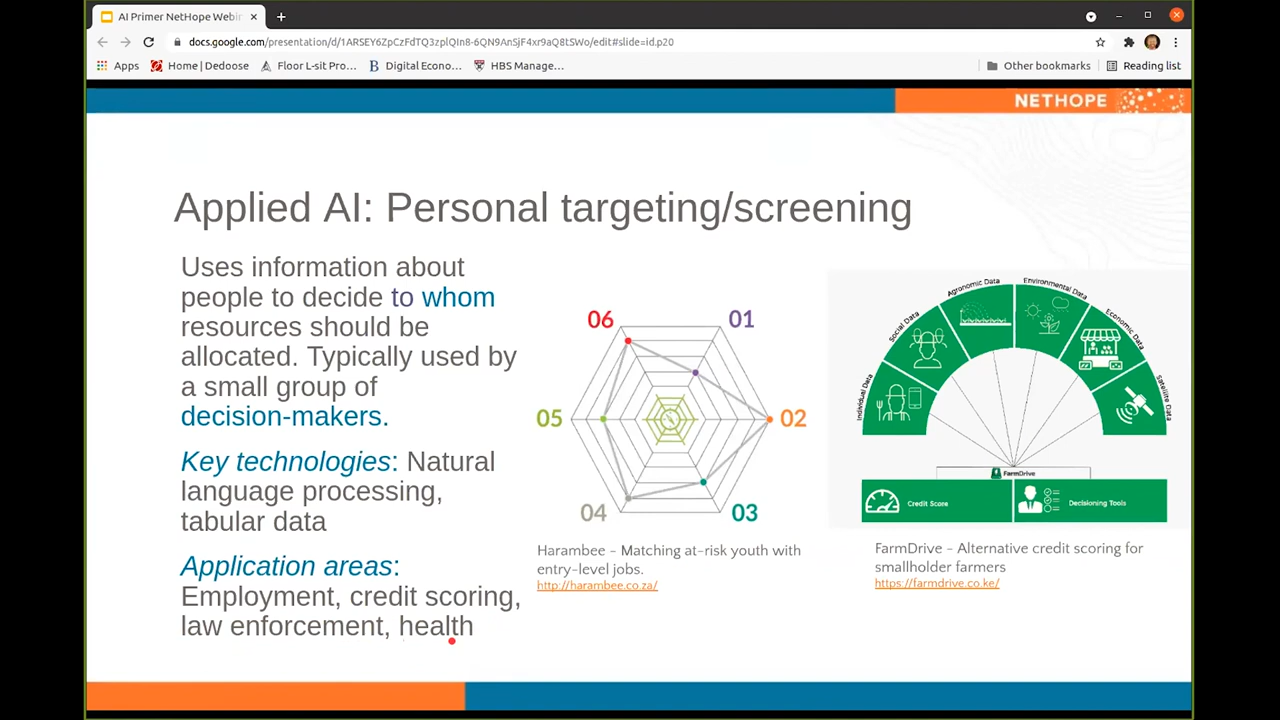 AI Primer NetHope Webir
docs.google.com/presentation/d/1ARSEY6ZpCzFdTQ3zplQIn8-6QN9AnSjF4xr9aQ8tSWo/edit#slide=id.p20
Apps
Home | Dedoose
Floor L-sit Pro...
Digital Econo...
HBS Manage...
Other bookmarks
Reading list
NETHOPE
Applied AI: Personal targeting/screening
Uses information about
people to decide to whom
resources should be
allocated. Typically used by
a small group of
decision-makers.
Key technologies: Natural
language processing,
tabular data
Application areas:
Employment, credit scoring,
law enforcement, health
06
01
05
02
04
03
Harambee – Matching at-risk youth with
entry-level jobs.
http://harambee.co.za/
Individual Data
Social Data
Agronomic Data
Environmental Data
Economic Data
Satellite Data
FarmDrive
Credit Score
Decisioning Tools
FarmDrive – Alternative credit scoring for
smallholder farmers
https://farmdrive.co.ke/